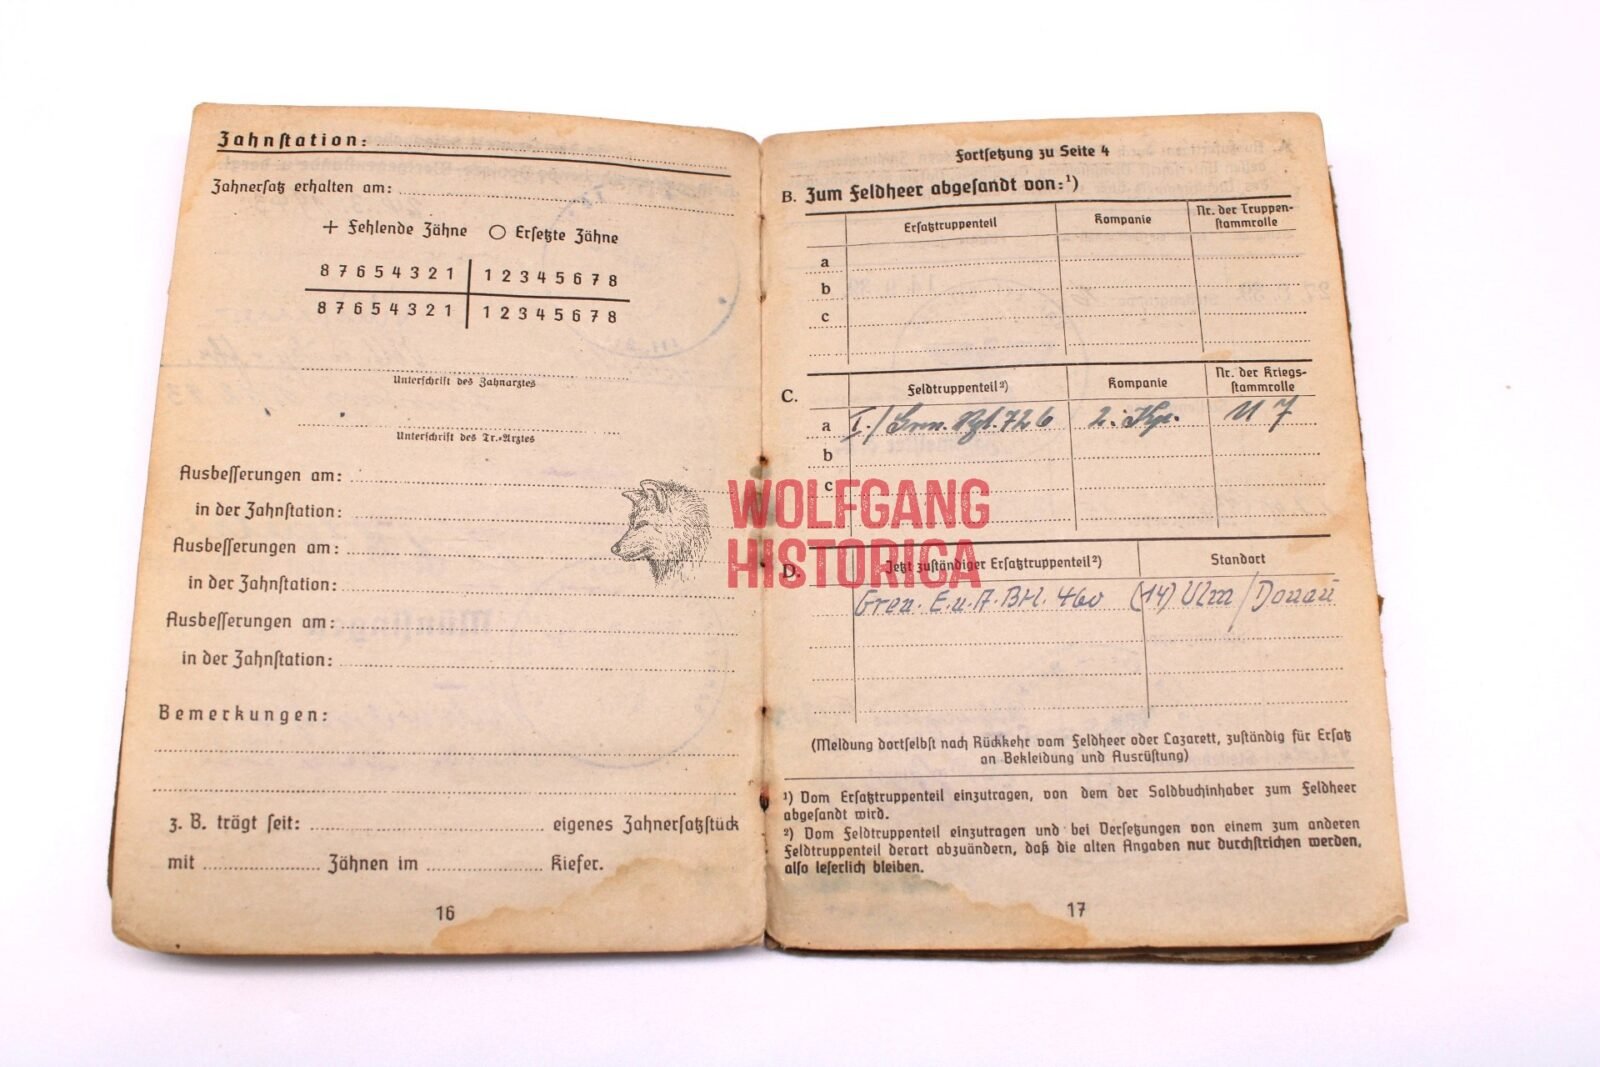 Zahnstation:
Zahnersatz erhalten am:
+ Fehlende Zähne ○ Ersetzte Zähne
8 7 6 5 4 3 2 1 | 1 2 3 4 5 6 7 8
8 7 6 5 4 3 2 1 | 1 2 3 4 5 6 7 8
Unterschrift des Zahnarztes
Unterschrift des Tr.-Arztes
Ausbesserungen am:
in der Zahnstation:
Ausbesserungen am:
in der Zahnstation:
Ausbesserungen am:
in der Zahnstation:
Bemerkungen:
z. B. trägt seit: eigenes Zahnersatzstück
mit Zähnen im Kiefer.
16
Fortsetzung zu Seite 4
B. Zum Feldheer abgesandt von:¹)
Ersatztruppenteil Kompanie Nr. der Truppen-
stammrolle
a
b
c
C. Feldtruppenteil²) Kompanie Nr. der Kriegs-
stammrolle
a I./Gren. Rgt. 726 2. Kp. 7
b
c
D. Jetzt zuständiger Ersatztruppenteil²) Standort
Gren. E.u.A. Btl. 460 (14) Ulm/Donau
(Meldung dortselbst nach Rückkehr vom Feldheer oder Lazarett, zuständig für Ersatz
an Bekleidung und Ausrüstung)
¹) Vom Ersatztruppenteil einzutragen, von dem der Soldbuchinhaber zum Feldheer
abgesandt wird.
²) Vom Feldtruppenteil einzutragen und bei Versetzungen von einem zum anderen
Feldtruppenteil derart abzuändern, daß die alten Angaben nur durchstrichen werden,
also leserlich bleiben.
17
WOLFGANG
HISTORICA